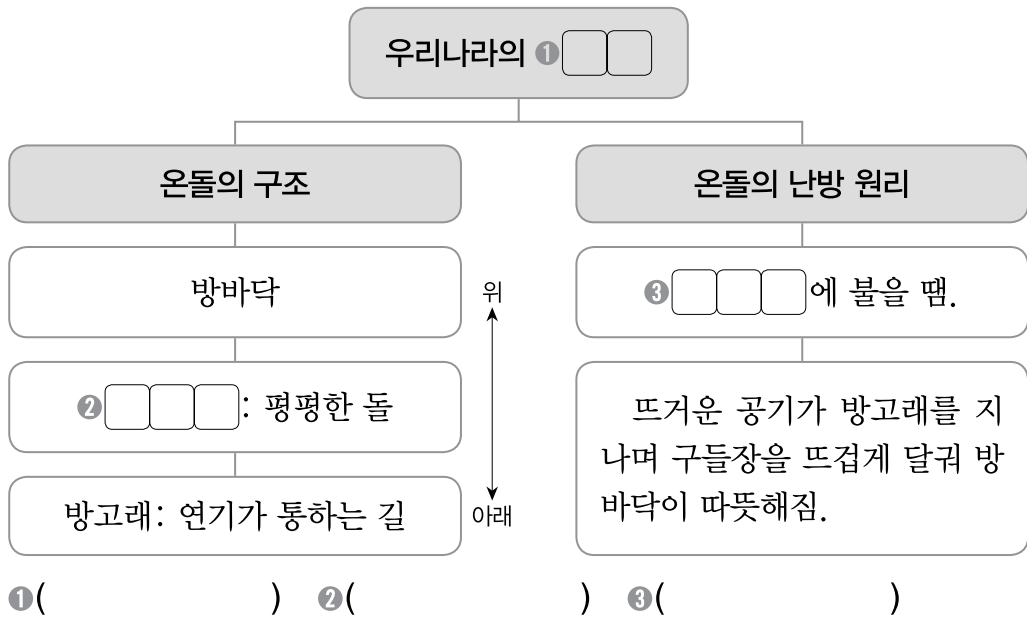 우리나라의 ❶
온돌의 구조
온돌의 난방 원리
방바닥
위
❸ 에 불을 땜.
❷ : 평평한 돌
뜨거운 공기가 방고래를 지
나며 구들장을 뜨겁게 달궈 방
바닥이 따뜻해짐.
방고래: 연기가 통하는 길
아래
❶( ) ❷( ) ❸( )